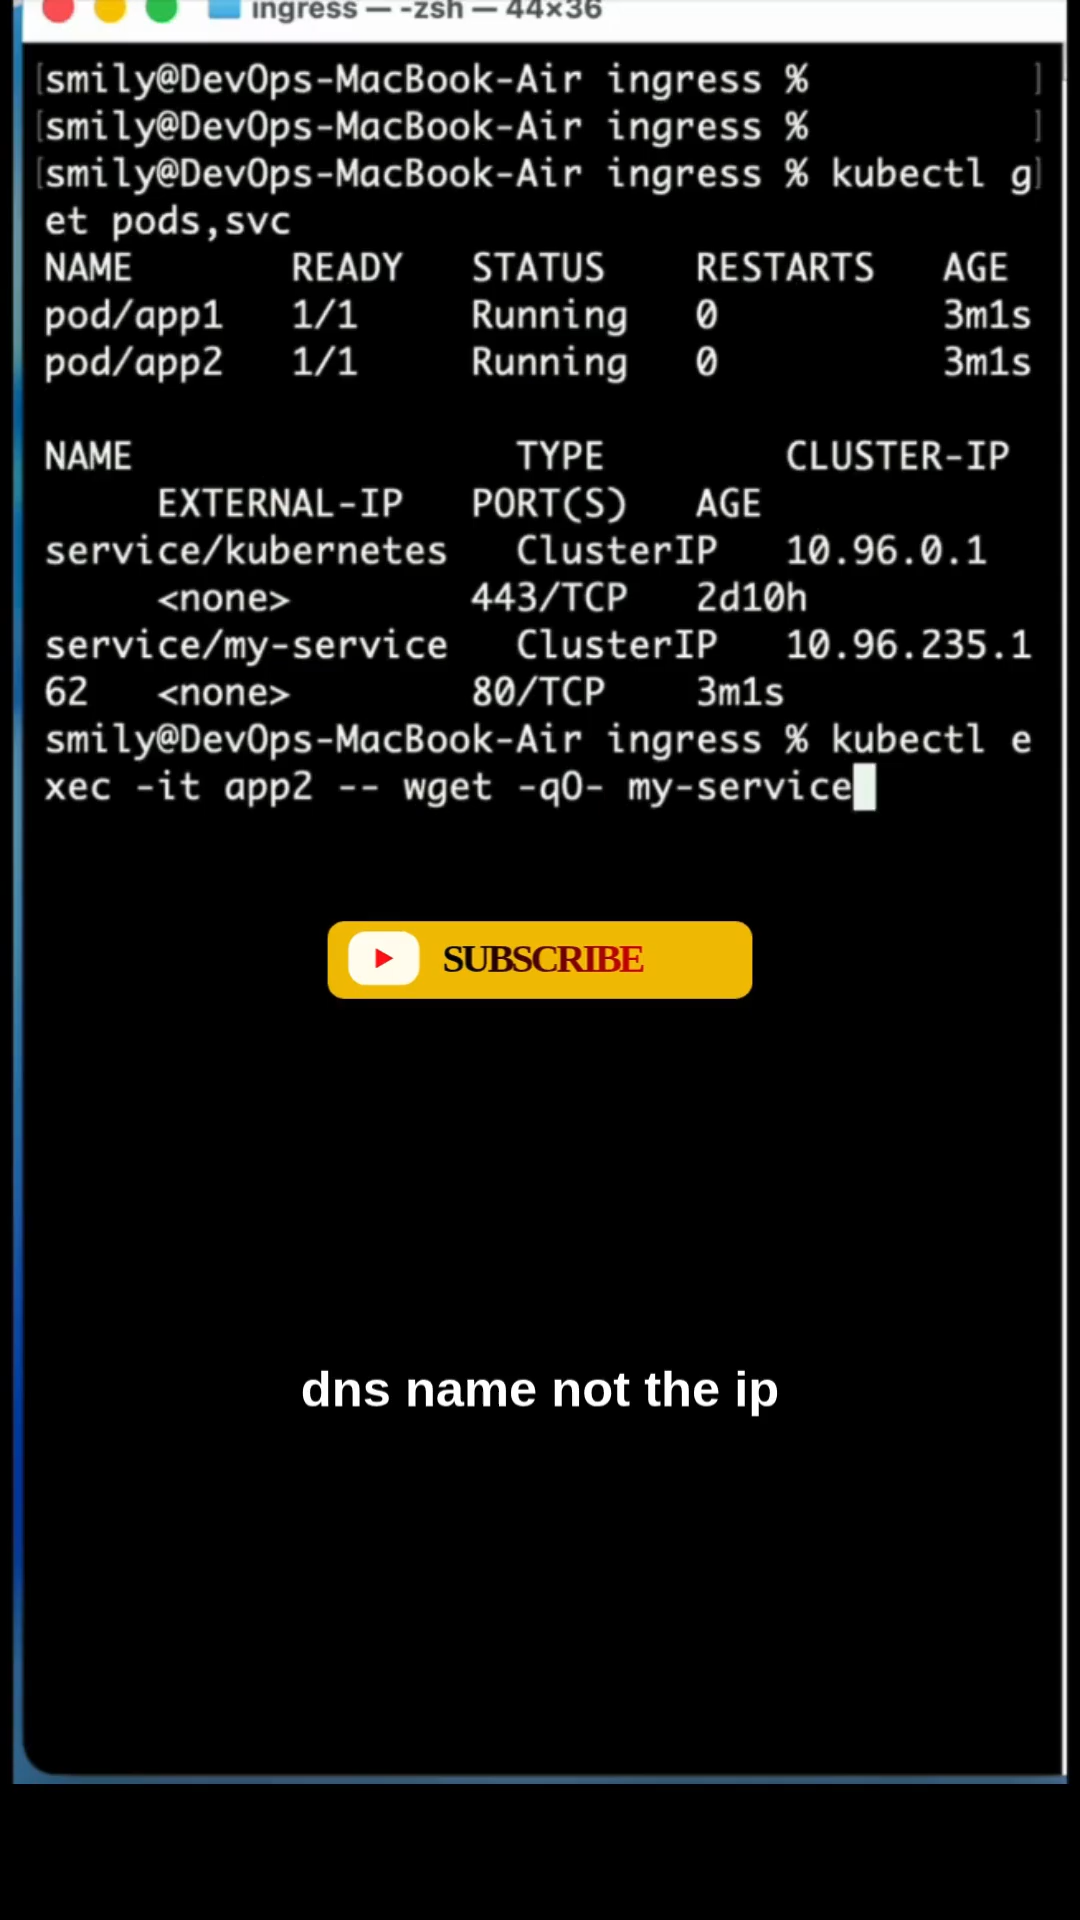 ingress — -zsh — 44×36
[smily@DevOps-MacBook-Air ingress %          ]
[smily@DevOps-MacBook-Air ingress %          ]
[smily@DevOps-MacBook-Air ingress % kubectl g]
et pods,svc
NAME       READY   STATUS    RESTARTS   AGE
pod/app1   1/1     Running   0          3m1s
pod/app2   1/1     Running   0          3m1s
NAME                 TYPE        CLUSTER-IP
     EXTERNAL-IP   PORT(S)   AGE
service/kubernetes   ClusterIP   10.96.0.1
     <none>        443/TCP   2d10h
service/my-service   ClusterIP   10.96.235.1
62   <none>        80/TCP    3m1s
smily@DevOps-MacBook-Air ingress % kubectl e
xec -it app2 -- wget -qO- my-service
SUBSCRIBE
dns name not the ip